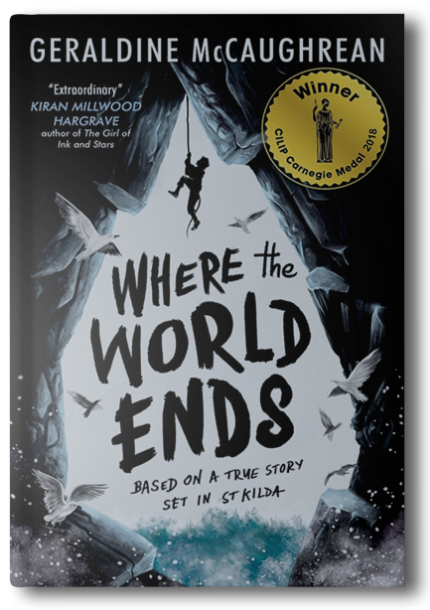 GERALDINE McCAUGHREAN
"Extraordinary"
KIRAN MILLWOOD
HARGRAVE
author of The Girl of
Ink and Stars
Winner
CILIP Carnegie Medal 2018
WHERE the
WORLD
ENDS
BASED ON A TRUE STORY
SET IN ST KILDA